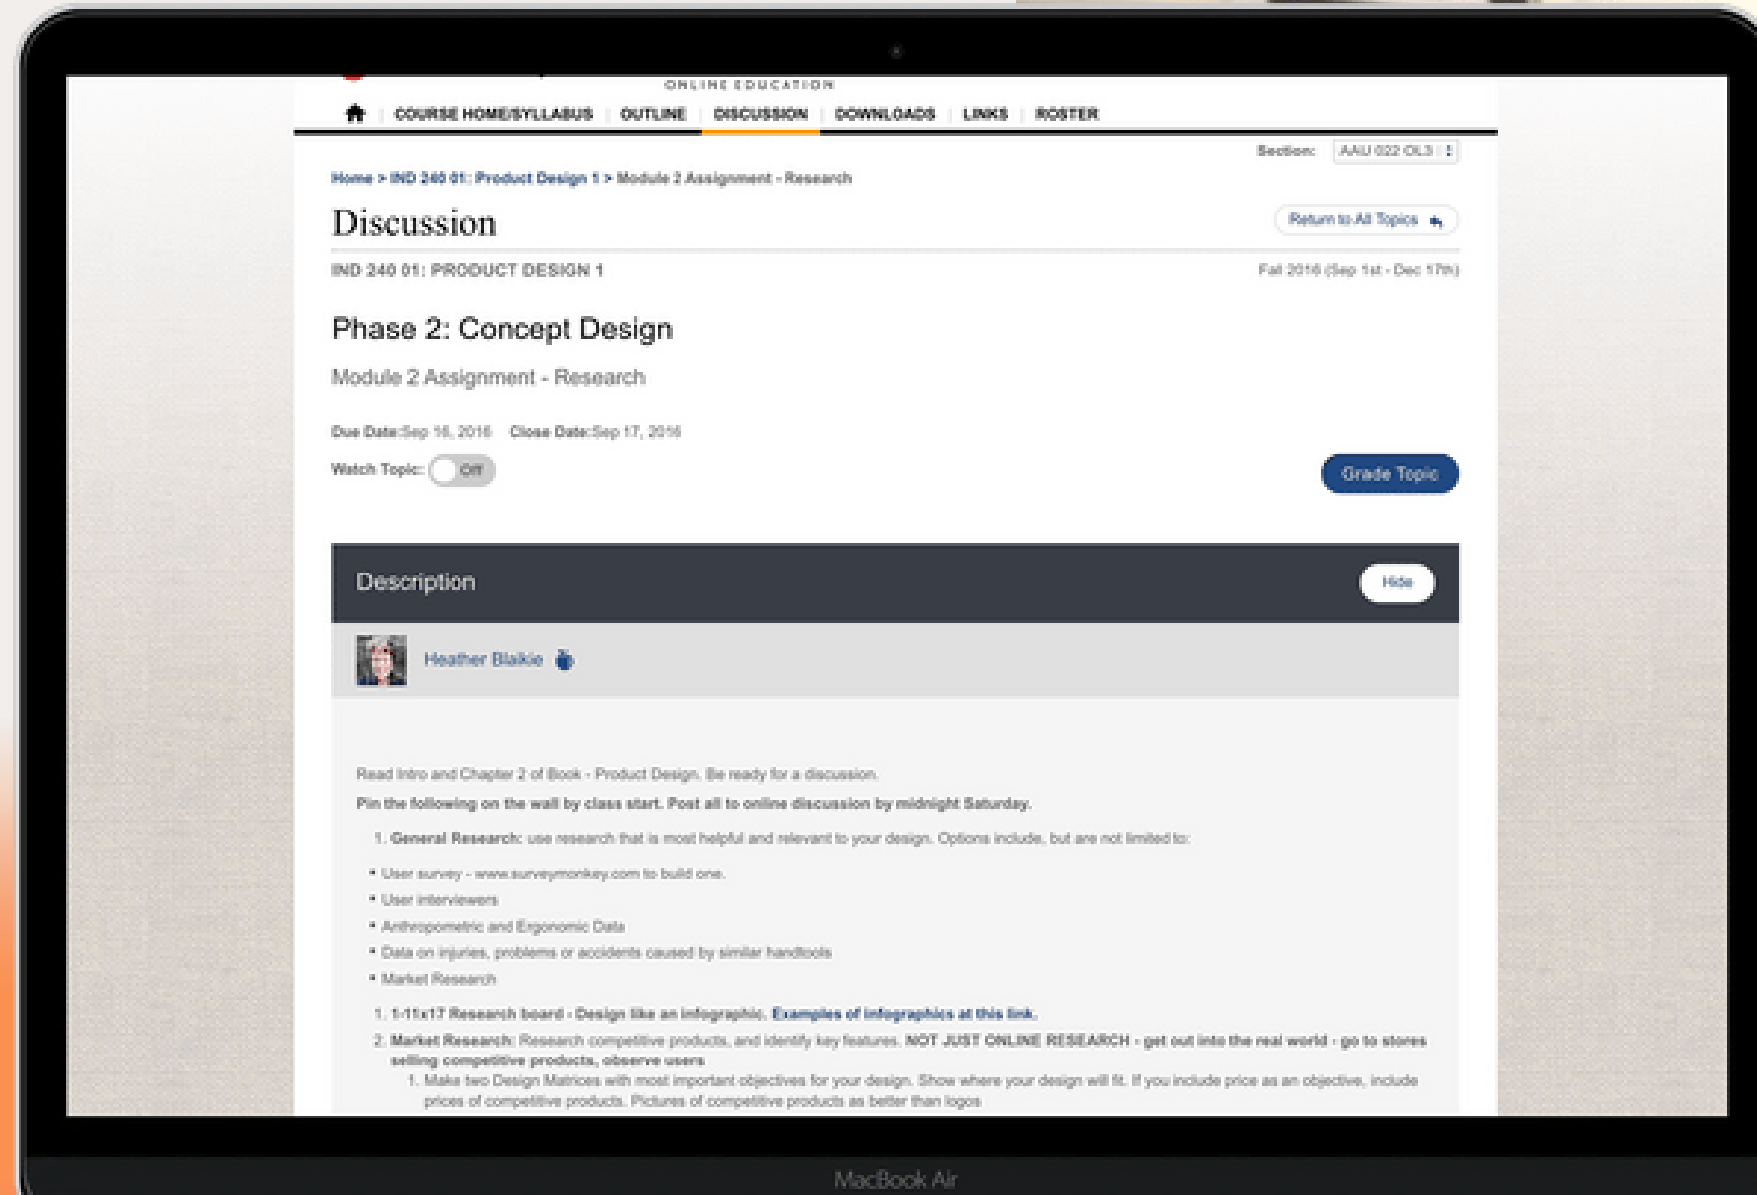 ONLINE EDUCATION
COURSE HOME/SYLLABUS OUTLINE DISCUSSION DOWNLOADS LINKS ROSTER
Section: AAU 022 OL3
Home > IND 240 01: Product Design 1 > Module 2 Assignment - Research
Discussion
Return to All Topics
IND 240 01: PRODUCT DESIGN 1
Fall 2016 (Sep 1st - Dec 17th)
Phase 2: Concept Design
Module 2 Assignment - Research
Due Date:Sep 16, 2016 Close Date:Sep 17, 2016
Watch Topic: Off
Grade Topic
Description
Hide
Heather Blaikie
Read Intro and Chapter 2 of Book - Product Design. Be ready for a discussion.
Pin the following on the wall by class start. Post all to online discussion by midnight Saturday.
1. General Research: use research that is most helpful and relevant to your design. Options include, but are not limited to:
• User survey - www.surveymonkey.com to build one.
• User interviewers
• Anthropometric and Ergonomic Data
• Data on injuries, problems or accidents caused by similar handtools
• Market Research
1. 1-11x17 Research board - Design like an infographic. Examples of infographics at this link.
2. Market Research: Research competitive products, and identify key features. NOT JUST ONLINE RESEARCH - get out into the real world - go to stores
selling competitive products, observe users
1. Make two Design Matrices with most important objectives for your design. Show where your design will fit. If you include price as an objective, include
prices of competitive products. Pictures of competitive products as better than logos
MacBook Air